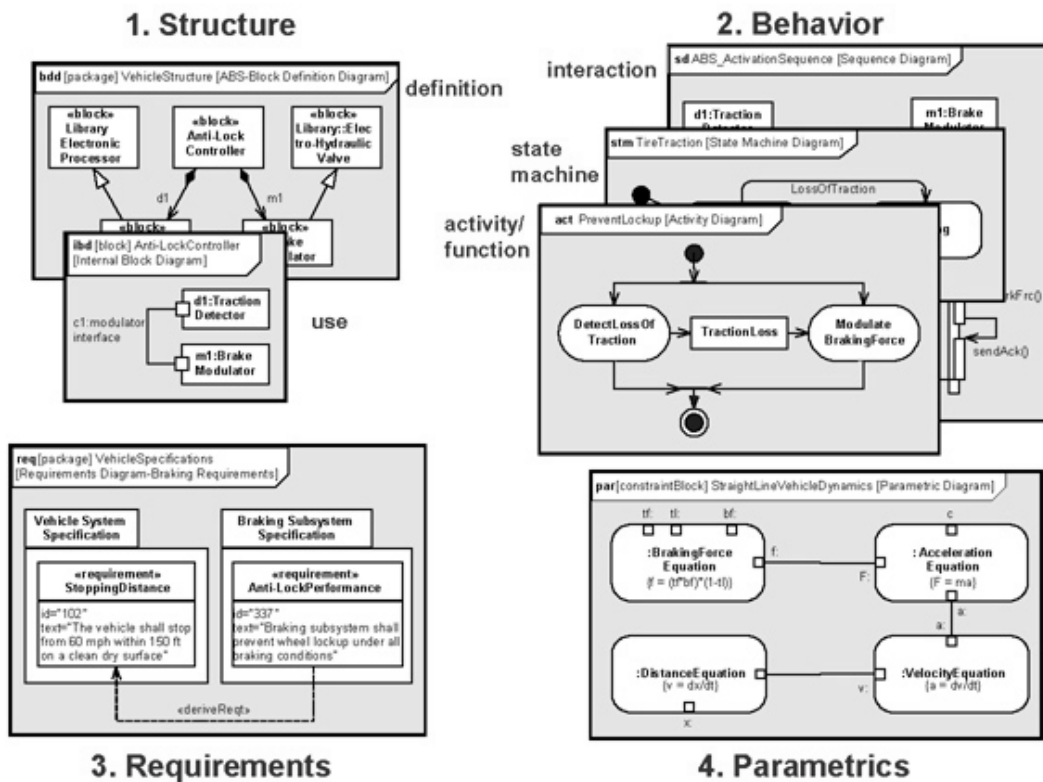 1. Structure
bdd [package] VehicleStructure [ABS-Block Definition Diagram]
definition
«block»
Library
Electronic
Processor
«block»
Anti-Lock
Controller
«block»
Library::Elec
tro-Hydraulic
Valve
d1
m1
«block»
«block»
ibd [block] Anti-LockController
[Internal Block Diagram]
d1:Traction
Detector
c1:modulator
interface
m1:Brake
Modulator
use
2. Behavior
interaction
sd ABS_ActivationSequence [Sequence Diagram]
d1:Traction
Detector
m1:Brake
Modulator
state
machine
stm TireTraction [State Machine Diagram]
LossOfTraction
activity/
function
act PreventLockup [Activity Diagram]
DetectLossOf
Traction
TractionLoss
Modulate
BrakingForce
rkFrc()
sendAck()
req[package] VehicleSpecifications
[Requirements Diagram-Braking Requirements]
Vehicle System
Specification
Braking Subsystem
Specification
«requirement»
StoppingDistance
id="102"
text="The vehicle shall stop
from 60 mph within 150 ft
on a clean dry surface"
«requirement»
Anti-LockPerformance
id="337"
text="Braking subsystem shall
prevent wheel lockup under all
braking conditions"
«deriveReqt»
3. Requirements
par[constraintBlock] StraightLineVehicleDynamics [Parametric Diagram]
tf:
tl:
bf:
c
:BrakingForce
Equation
{f = (tf*bf)*(1-tl)}
f:
F:
: Acceleration
Equation
{F = ma}
a:
a:
:DistanceEquation
{v = dx/dt}
v:
:VelocityEquation
{a = dv/dt}
x:
4. Parametrics